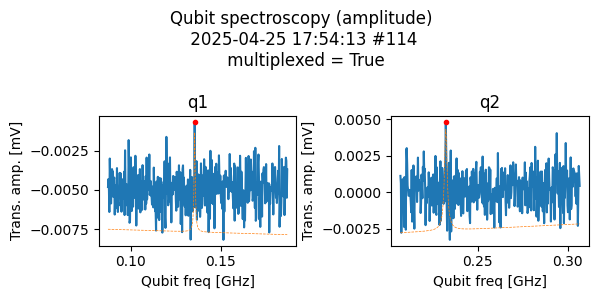 Qubit spectroscopy (amplitude)
2025-04-25 17:54:13 #114
multiplexed = True
q1
q2
Trans. amp. [mV]
−0.0025
−0.0050
−0.0075
0.10
0.15
Qubit freq [GHz]
Trans. amp. [mV]
0.0050
0.0025
0.0000
−0.0025
0.25
0.30
Qubit freq [GHz]